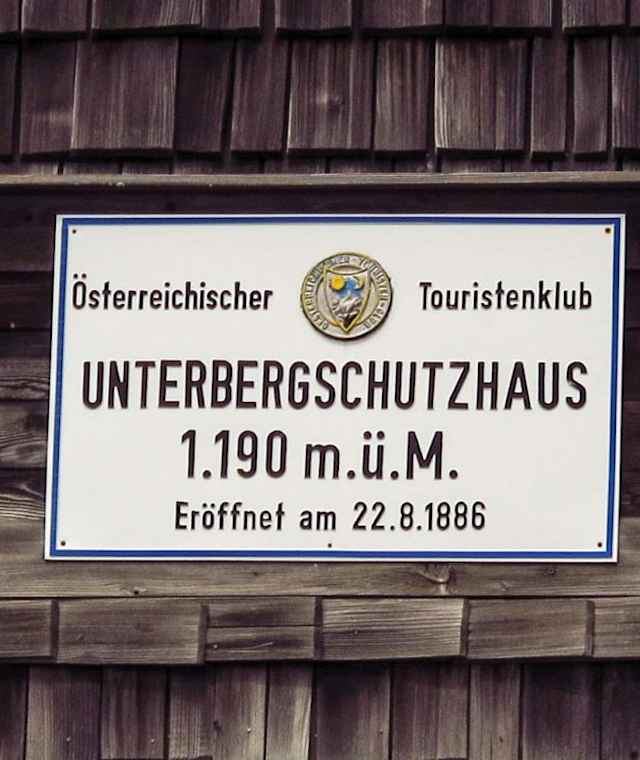 Österreichischer Touristenklub
UNTERBERGSCHUTZHAUS
1.190 m.ü.M.
Eröffnet am 22.8.1886